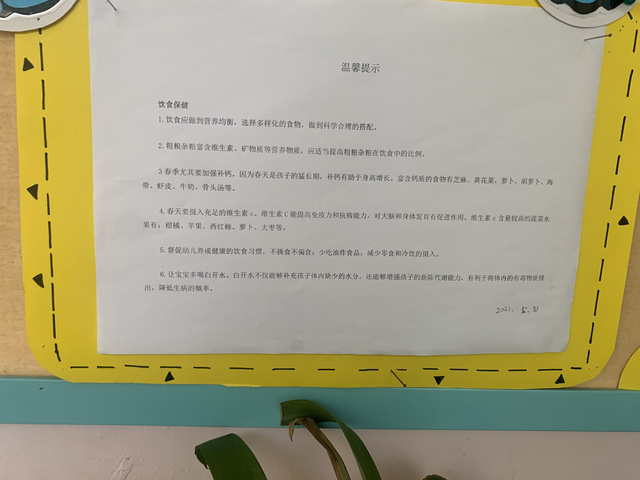 温馨提示
饮食保健
1.饮食应做到营养均衡，选择多样化的食物，做到科学合理的搭配。
2.粗粮杂粮富含维生素、矿物质等营养物质，应适当提高粗粮杂粮在饮食中的比例。
3春季尤其要加强补钙。因为春天是孩子的猛长期，补钙有助于身高增长。富含钙质的食物有芝麻、黄花菜、萝卜、胡萝卜、海
带、虾皮、牛奶、骨头汤等。
4.春天要摄入充足的维生素c。维生素C能提高免疫力和抗病能力，对大脑和身体发育有促进作用。维生素c含量较高的蔬菜水
果有：柑橘、苹果、西红柿、萝卜、大枣等。
5.督促幼儿养成健康的饮食习惯，不挑食不偏食；少吃油炸食品；减少零食和冷饮的摄入。
6.让宝宝多喝白开水。白开水不仅能够补充孩子体内缺少的水分，还能够增强孩子的新陈代谢能力。有利于将体内的有毒物质排
出，降低生病的概率。
2021. 5.31